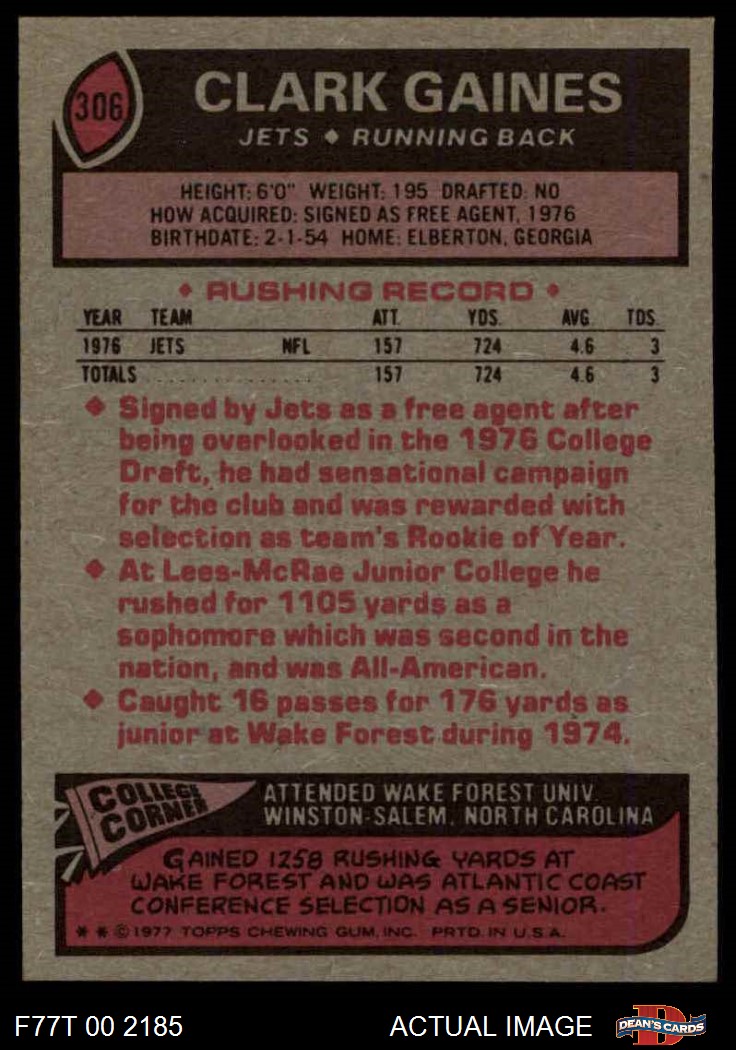 306
CLARK GAINES
JETS ♦ RUNNING BACK
HEIGHT: 6'0" WEIGHT: 195 DRAFTED: NO
HOW ACQUIRED: SIGNED AS FREE AGENT, 1976
BIRTHDATE: 2-1-54 HOME: ELBERTON, GEORGIA
♦ RUSHING RECORD ♦
YEAR TEAM ATT. YDS. AVG. TDS.
1976 JETS NFL 157 724 4.6 3
TOTALS . . . . . . . . . . . . . . 157 724 4.6 3
♦ Signed by Jets as a free agent after
being overlooked in the 1976 College
Draft, he had sensational campaign
for the club and was rewarded with
selection as team's Rookie of Year.
♦ At Lees-McRae Junior College he
rushed for 1105 yards as a
sophomore which was second in the
nation, and was All-American.
♦ Caught 16 passes for 176 yards as
junior at Wake Forest during 1974.
COLLEGE
CORNER
ATTENDED WAKE FOREST UNIV.
WINSTON-SALEM, NORTH CAROLINA
GAINED 1258 RUSHING YARDS AT
WAKE FOREST AND WAS ATLANTIC COAST
CONFERENCE SELECTION AS A SENIOR.
* * © 1977 TOPPS CHEWING GUM, INC. PRTD. IN U.S.A.
F77T 00 2185 ACTUAL IMAGE
D
DEAN'S CARDS